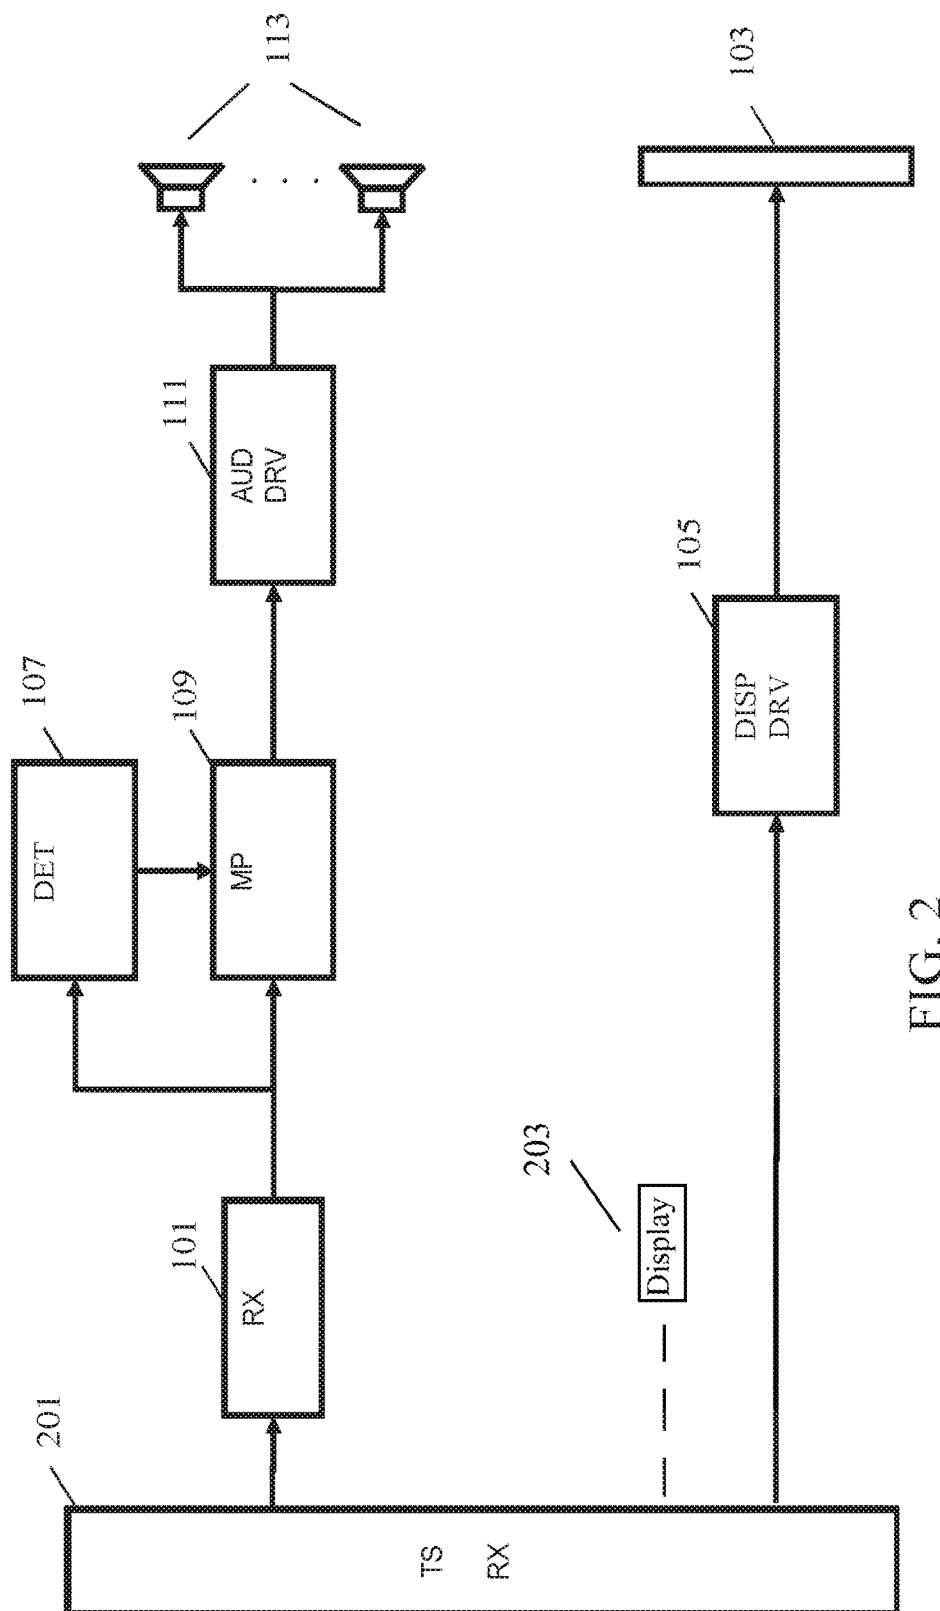 201
TS
RX
101
RX
107
DET
109
MP
111
AUD
DRV
113
203
Display
105
DISP
DRV
103
FIG. 2